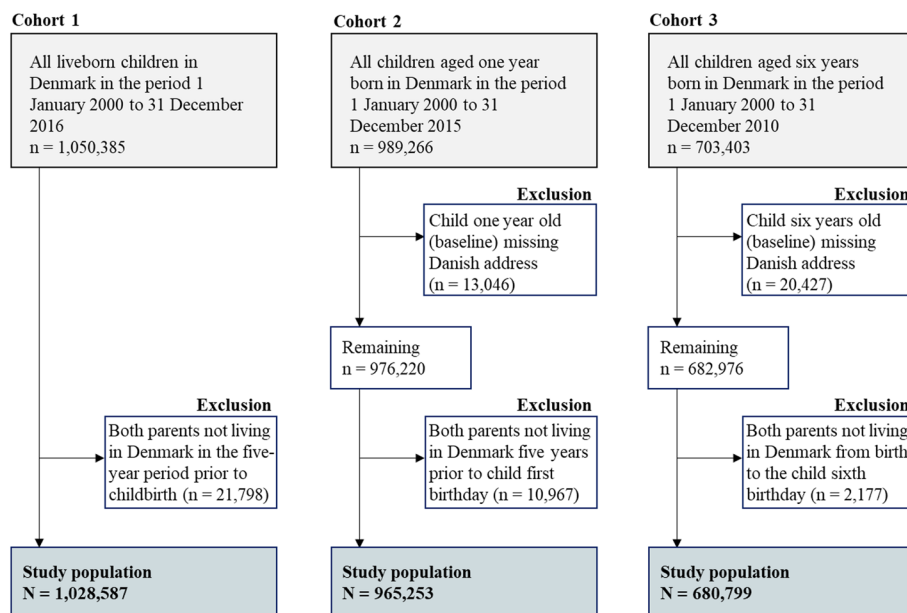 Cohort 1
All liveborn children in
Denmark in the period 1
January 2000 to 31 December
2016
n = 1,050,385
Exclusion
Both parents not living
in Denmark in the five-
year period prior to
childbirth (n = 21,798)
Study population
N = 1,028,587
Cohort 2
All children aged one year
born in Denmark in the period
1 January 2000 to 31
December 2015
n = 989,266
Exclusion
Child one year old
(baseline) missing
Danish address
(n = 13,046)
Remaining
n = 976,220
Exclusion
Both parents not living
in Denmark five years
prior to child first
birthday (n = 10,967)
Study population
N = 965,253
Cohort 3
All children aged six years
born in Denmark in the period
1 January 2000 to 31
December 2010
n = 703,403
Exclusion
Child six years old
(baseline) missing
Danish address
(n = 20,427)
Remaining
n = 682,976
Exclusion
Both parents not living
in Denmark from birth
to the child sixth
birthday (n = 2,177)
Study population
N = 680,799